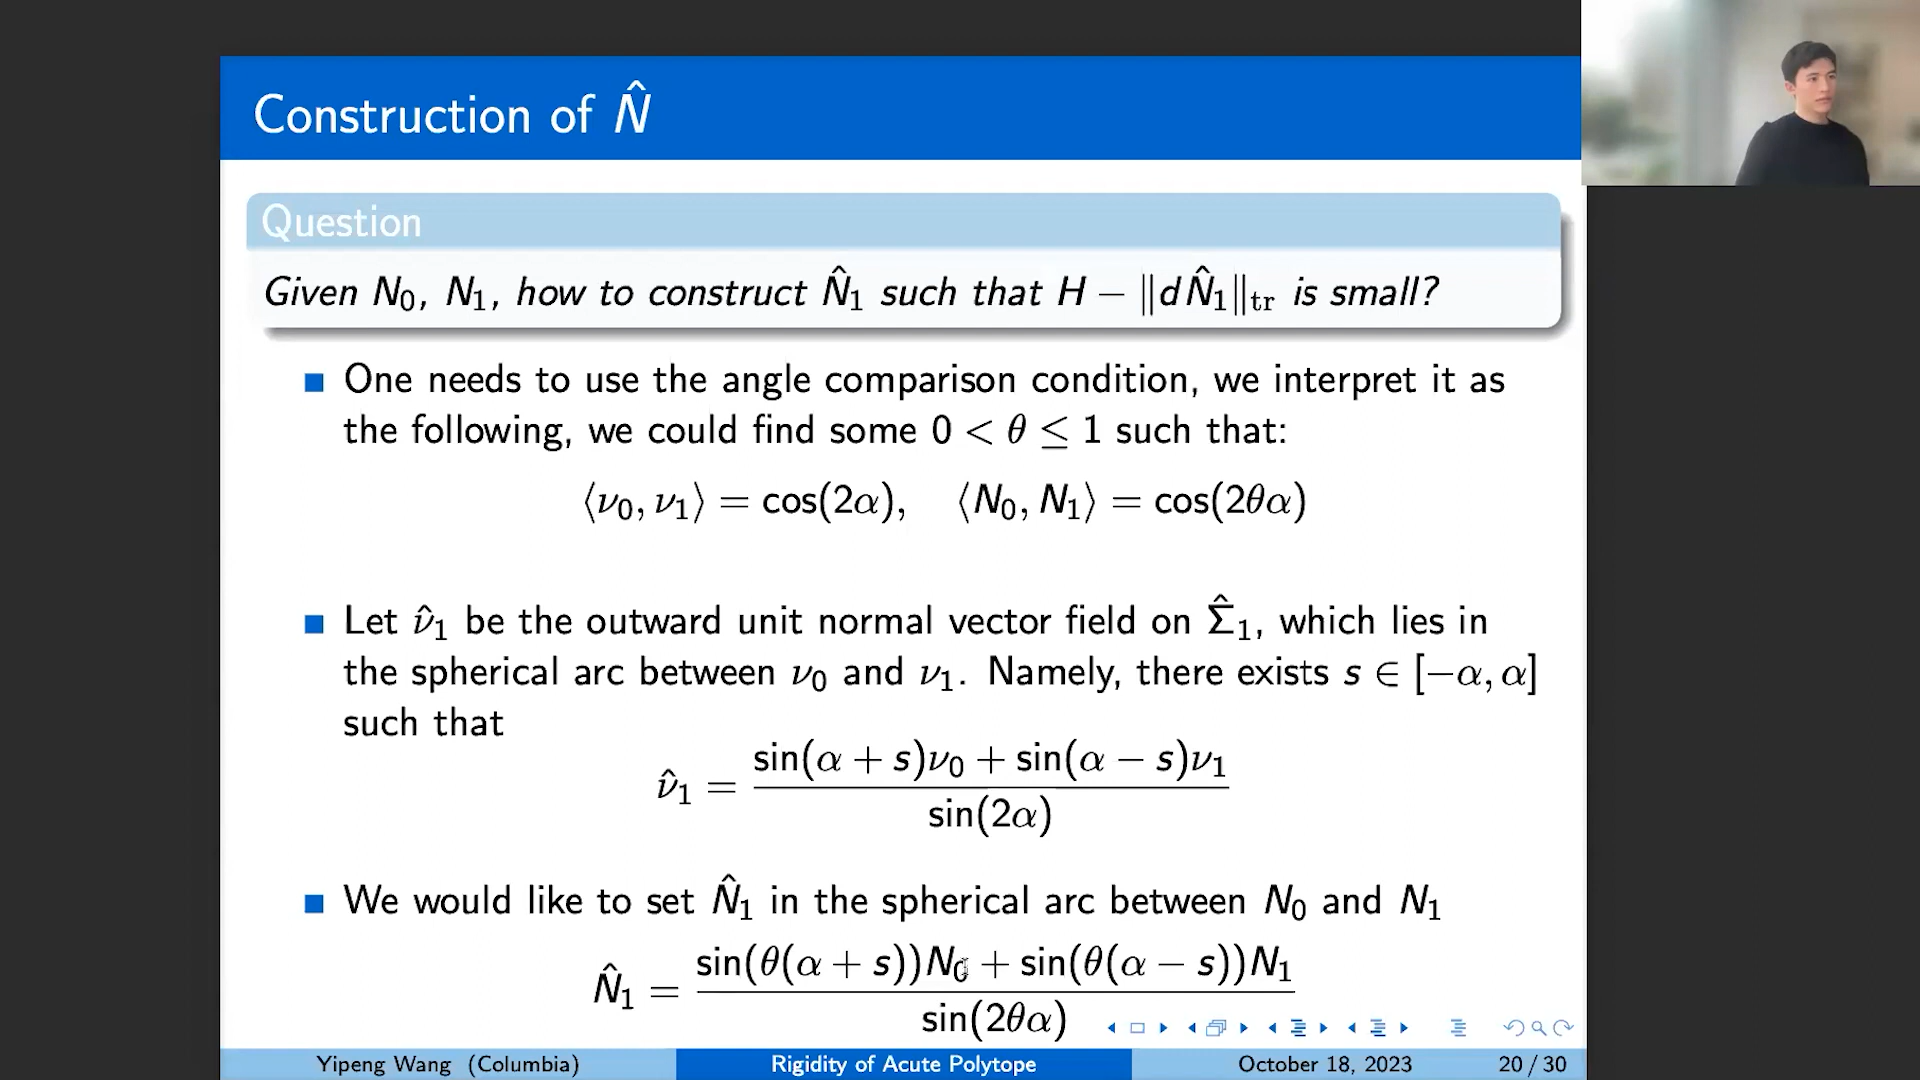 Construction of N̂
Question
Given N₀, N₁, how to construct N̂₁ such that H − ‖dN̂₁‖tr is small?
One needs to use the angle comparison condition, we interpret it as
the following, we could find some 0 < θ ≤ 1 such that:
⟨ν₀, ν₁⟩ = cos(2α), ⟨N₀, N₁⟩ = cos(2θα)
Let ν̂₁ be the outward unit normal vector field on Σ̂₁, which lies in
the spherical arc between ν₀ and ν₁. Namely, there exists s ∈ [−α, α]
such that
ν̂₁ = (sin(α + s)ν₀ + sin(α − s)ν₁) / sin(2α)
We would like to set N̂₁ in the spherical arc between N₀ and N₁
N̂₁ = (sin(θ(α + s))N₀ + sin(θ(α − s))N₁) / sin(2θα)
Yipeng Wang (Columbia) Rigidity of Acute Polytope October 18, 2023 20 / 30